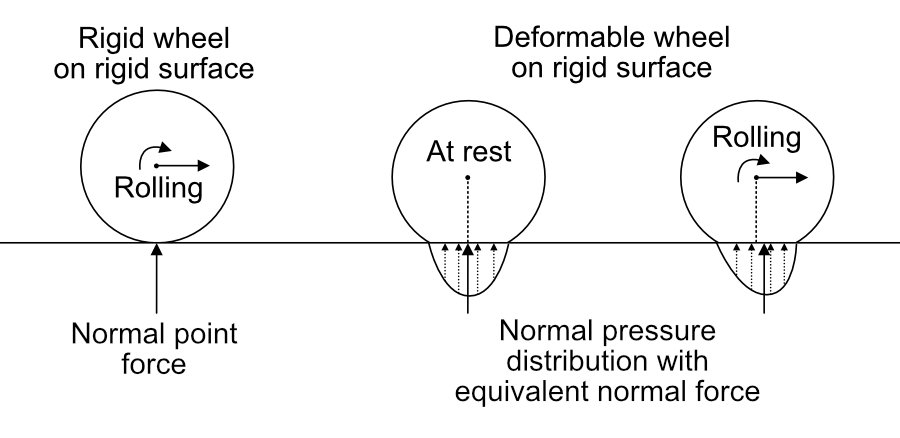 Rigid wheel
on rigid surface
Deformable wheel
on rigid surface
Rolling
At rest
Rolling
Normal point
force
Normal pressure
distribution with
equivalent normal force